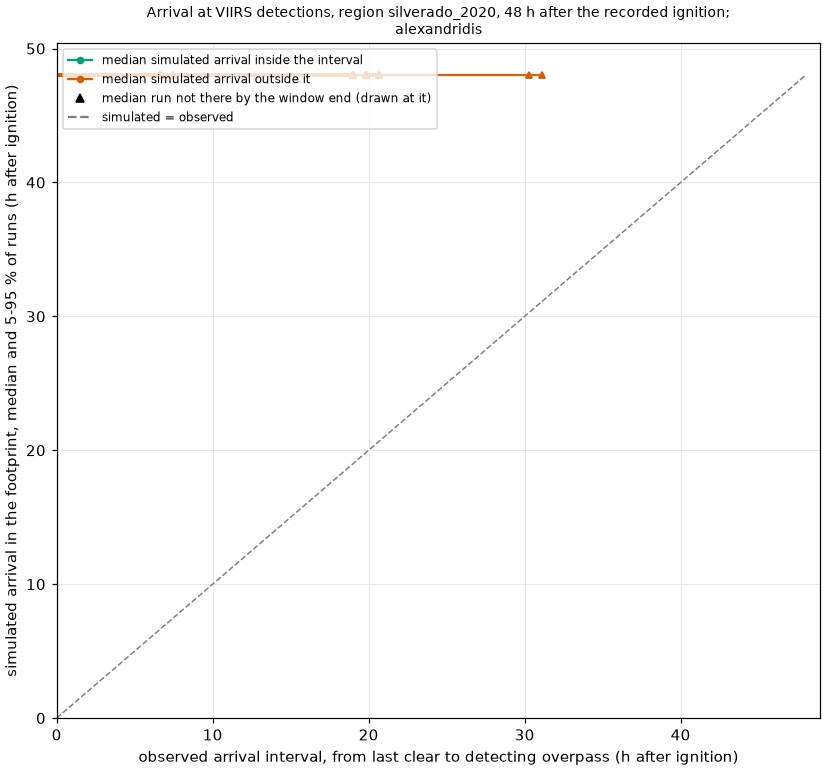 Arrival at VIIRS detections, region silverado_2020, 48 h after the recorded ignition;
alexandridis
median simulated arrival inside the interval
median simulated arrival outside it
median run not there by the window end (drawn at it)
simulated = observed
simulated arrival in the footprint, median and 5-95 % of runs (h after ignition)
50
40
30
20
10
0
0
10
20
30
40
observed arrival interval, from last clear to detecting overpass (h after ignition)